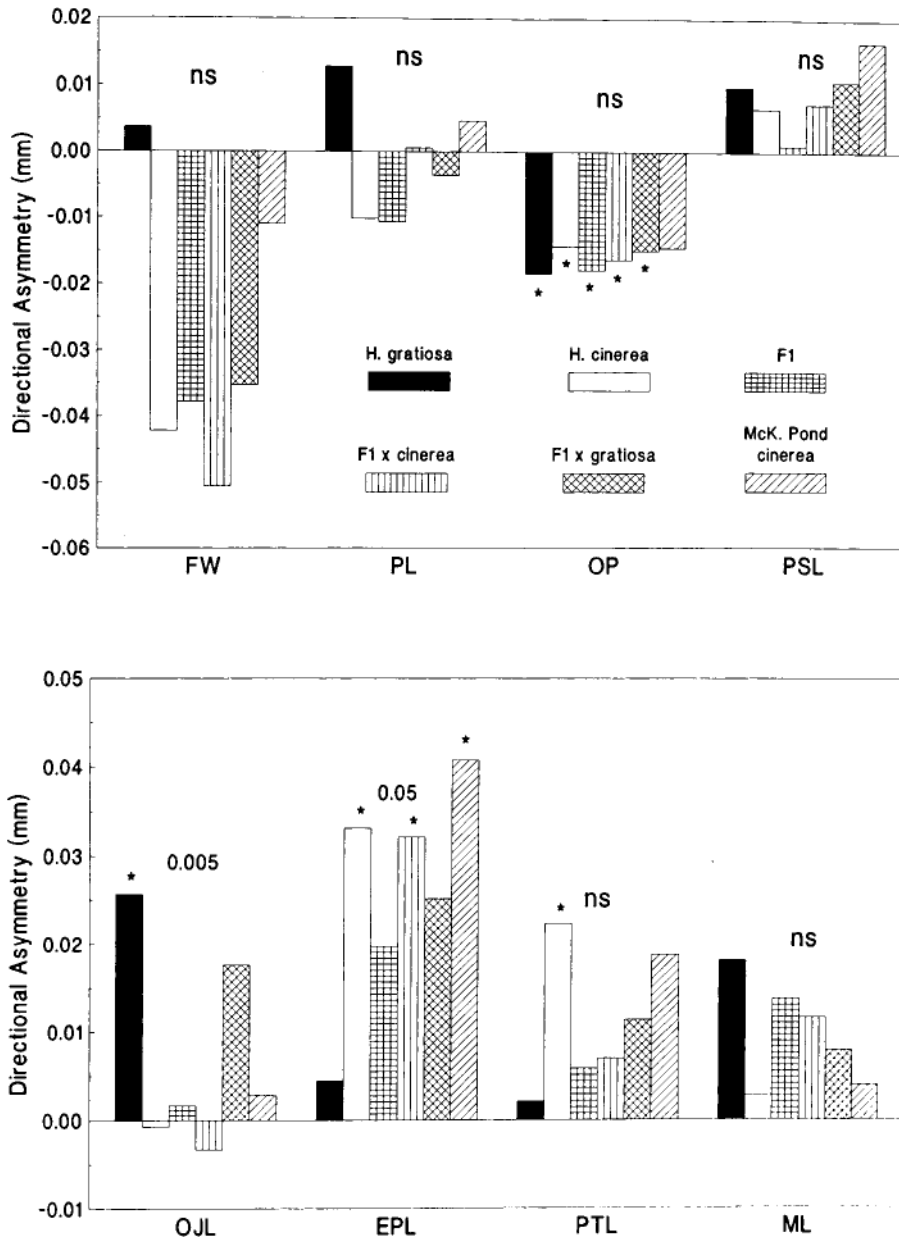 0.02
0.01
0.00
-0.01
-0.02
-0.03
-0.04
-0.05
-0.06
Directional Asymmetry (mm)
ns
ns
ns
ns
*
*
*
*
*
H. gratiosa
H. cinerea
F1
F1 x cinerea
F1 x gratiosa
McK. Pond
cinerea
FW
PL
OP
PSL
0.05
0.04
0.03
0.02
0.01
0.00
-0.01
Directional Asymmetry (mm)
*
0.005
*
0.05
*
*
*
ns
ns
OJL
EPL
PTL
ML